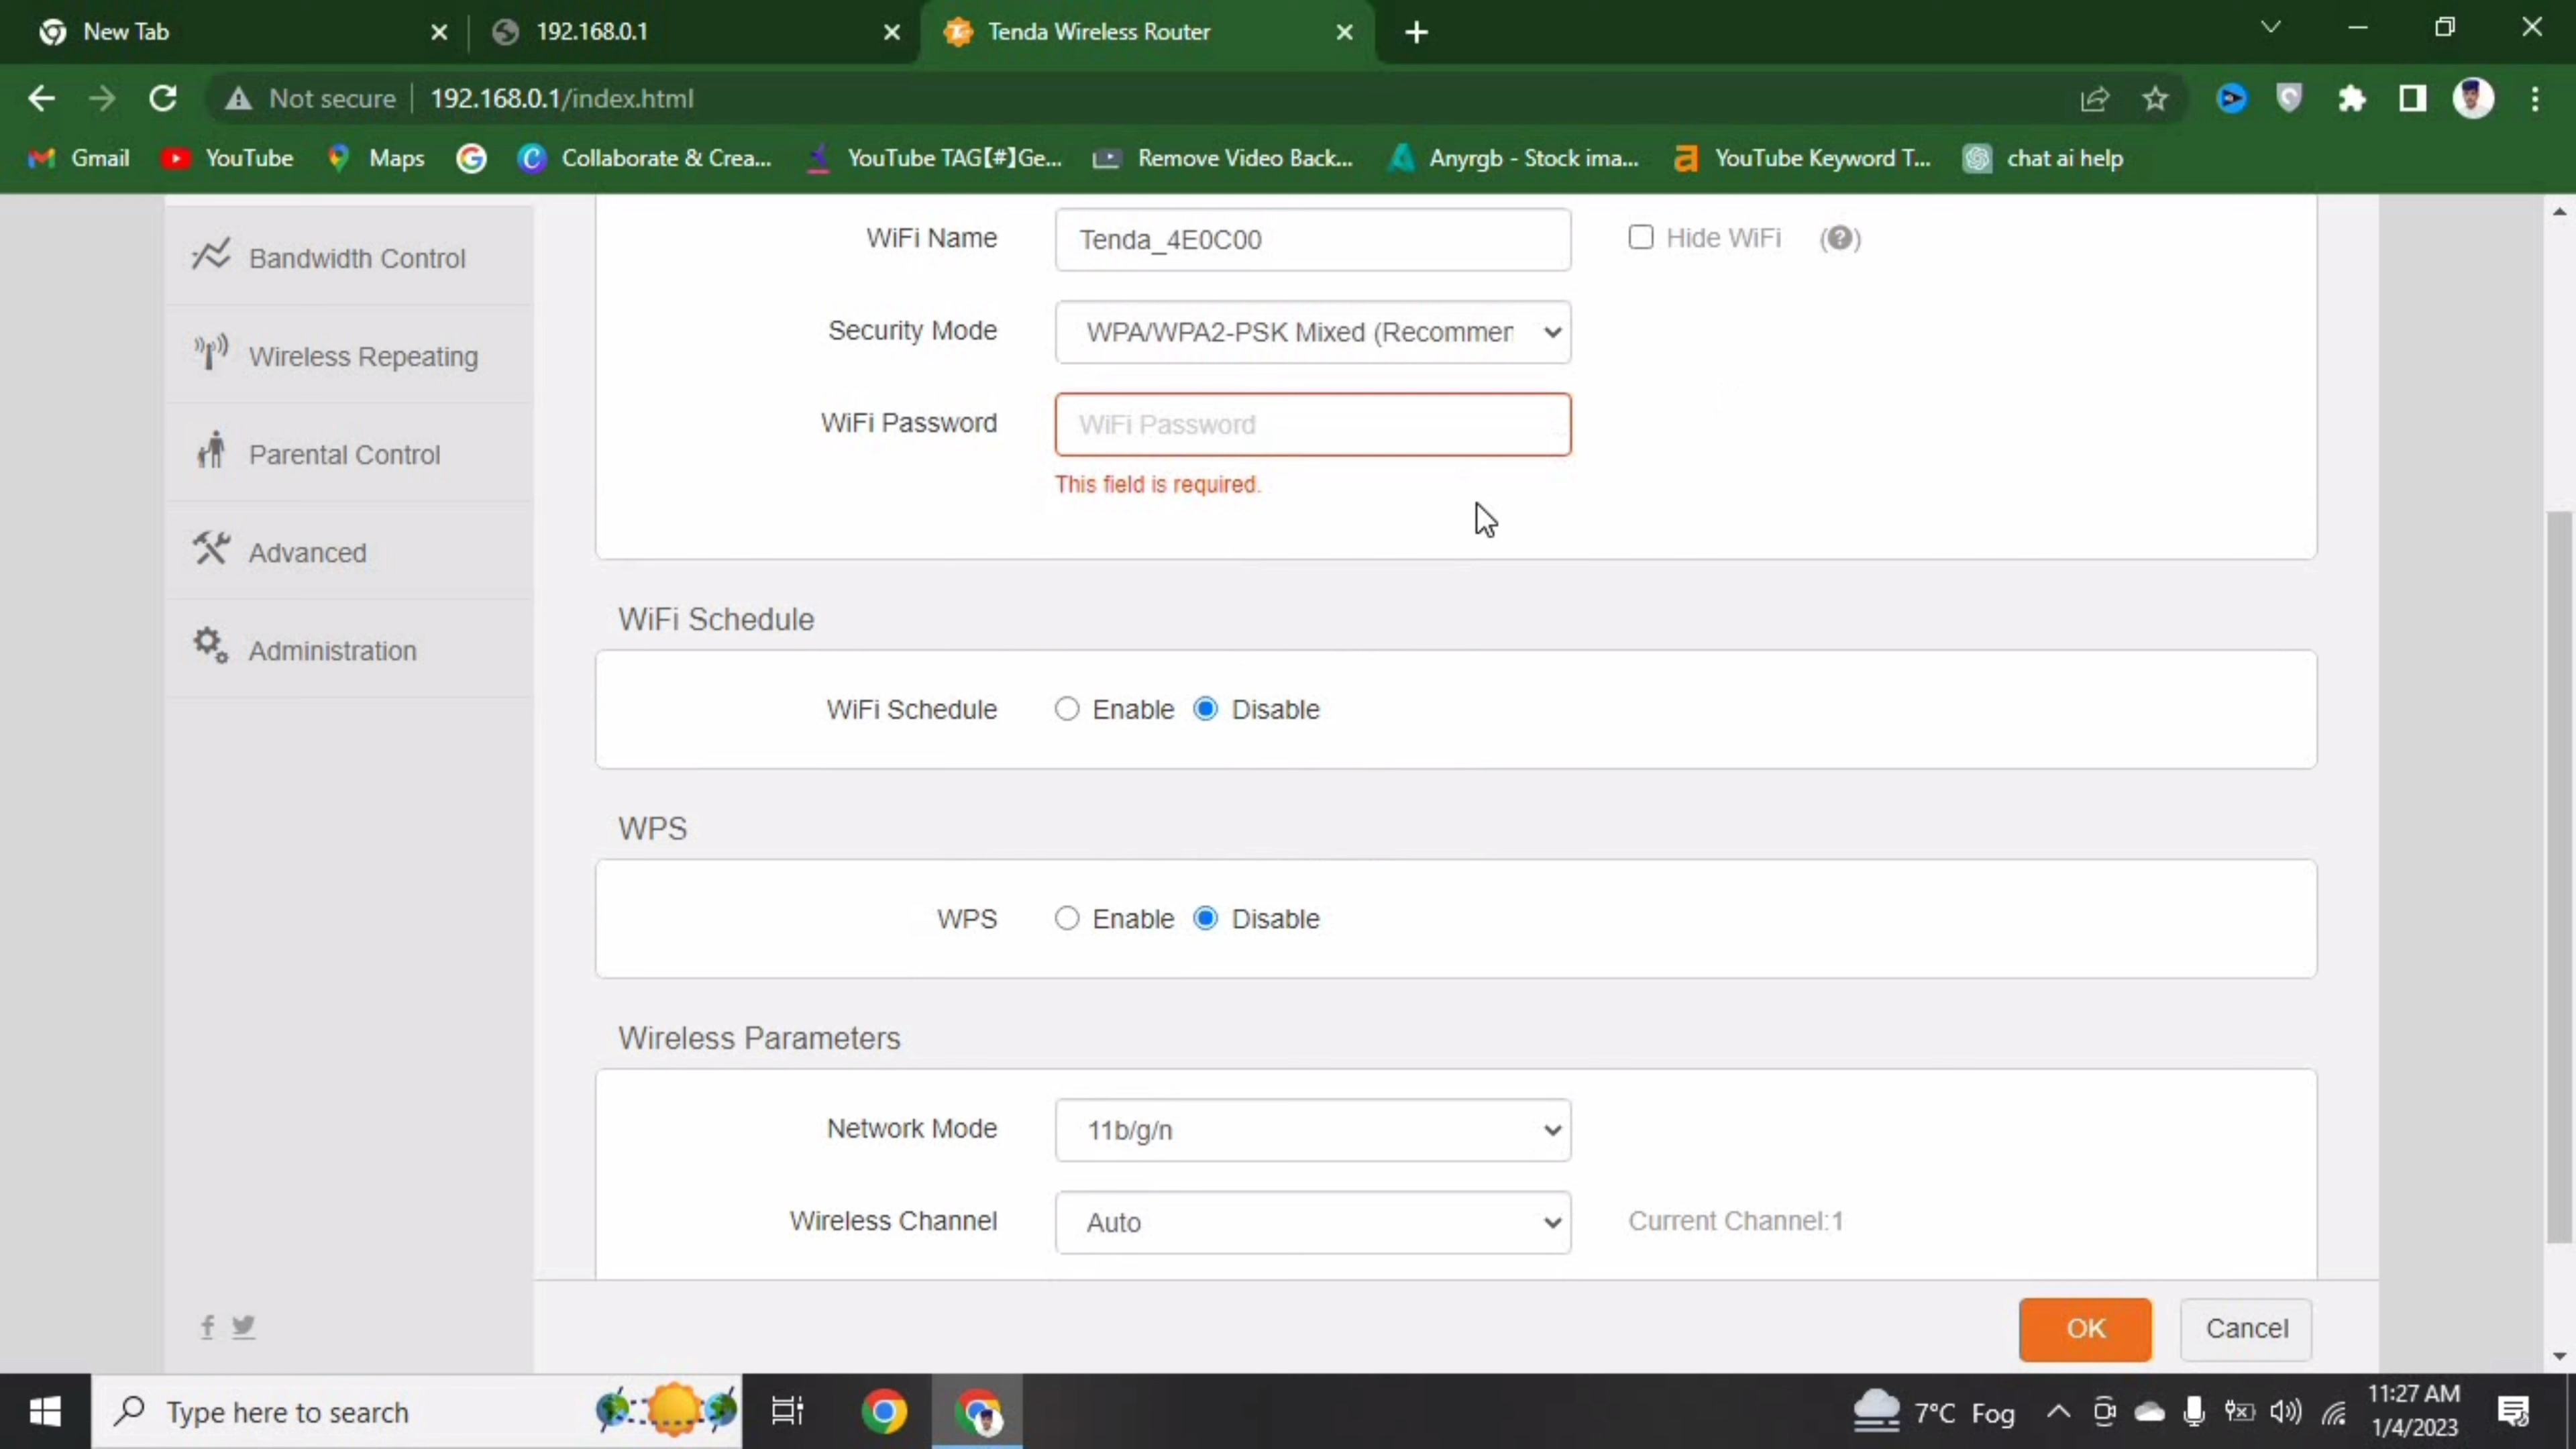 New Tab
192.168.0.1
Tenda Wireless Router
Not secure
192.168.0.1/index.html
Gmail
YouTube
Maps
Collaborate & Crea...
YouTube TAG【#】Ge...
Remove Video Back...
Anyrgb - Stock ima...
YouTube Keyword T...
chat ai help
Bandwidth Control
Wireless Repeating
Parental Control
Advanced
Administration
WiFi Name
Tenda_4E0C00
Hide WiFi (?)
Security Mode
WPA/WPA2-PSK Mixed (Recommen
WiFi Password
WiFi Password
This field is required.
WiFi Schedule
WiFi Schedule
Enable
Disable
WPS
WPS
Enable
Disable
Wireless Parameters
Network Mode
11b/g/n
Wireless Channel
Auto
Current Channel:1
OK
Cancel
Type here to search
7°C Fog
11:27 AM
1/4/2023